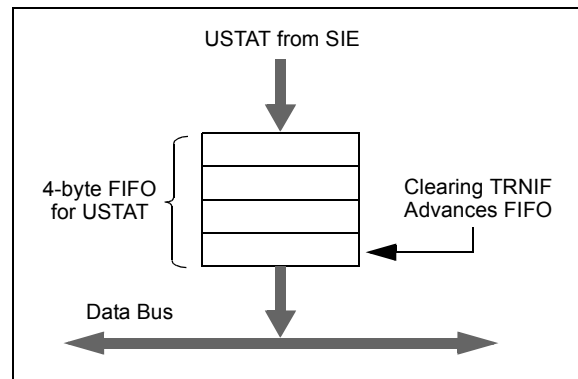 USTAT from SIE
4-byte FIFO
for USTAT
Clearing TRNIF
Advances FIFO
Data Bus